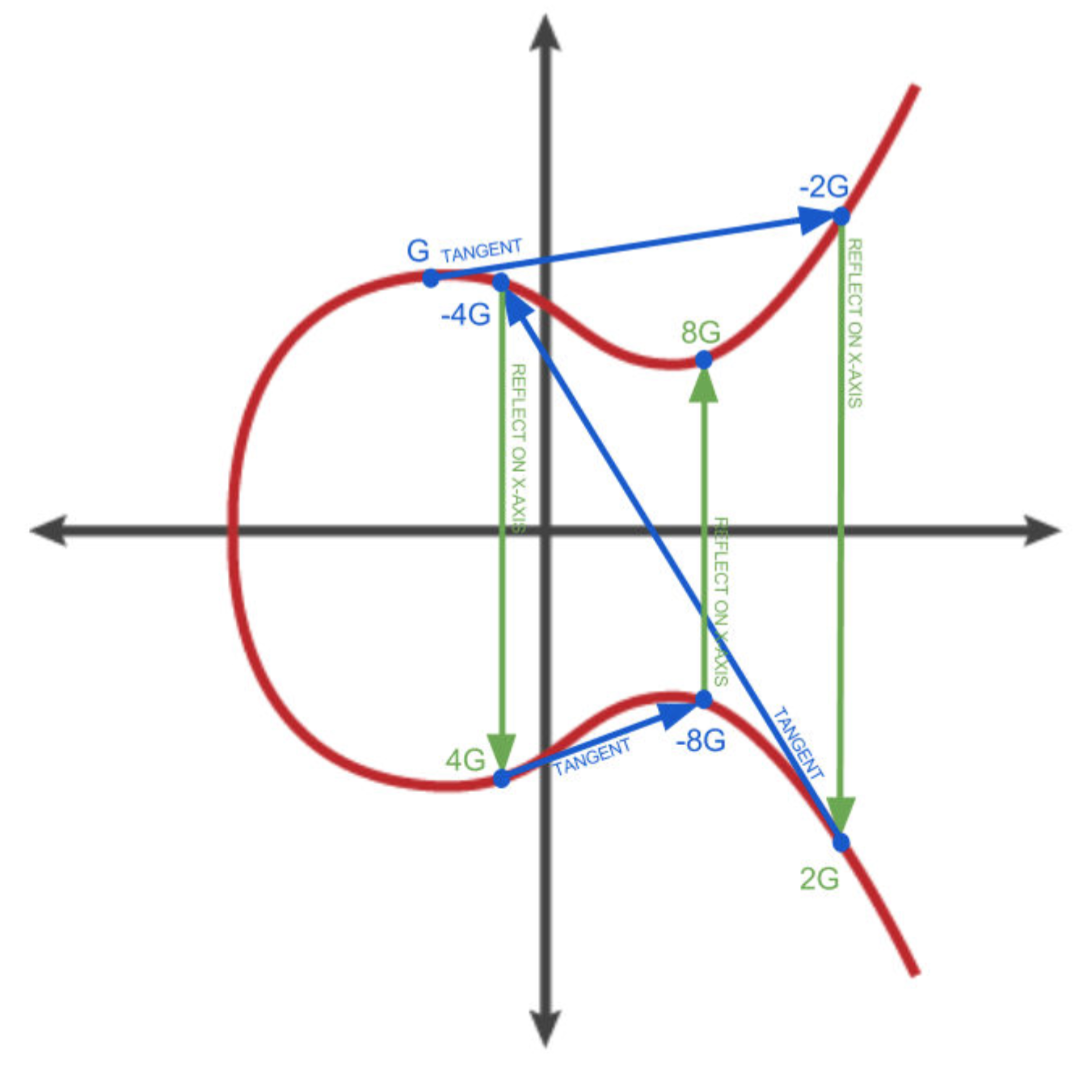 -2G
G
TANGENT
REFLECT ON X-AXIS
-4G
8G
REFLECT ON X-AXIS
REFLECT ON X-AXIS
4G
TANGENT
-8G
TANGENT
2G